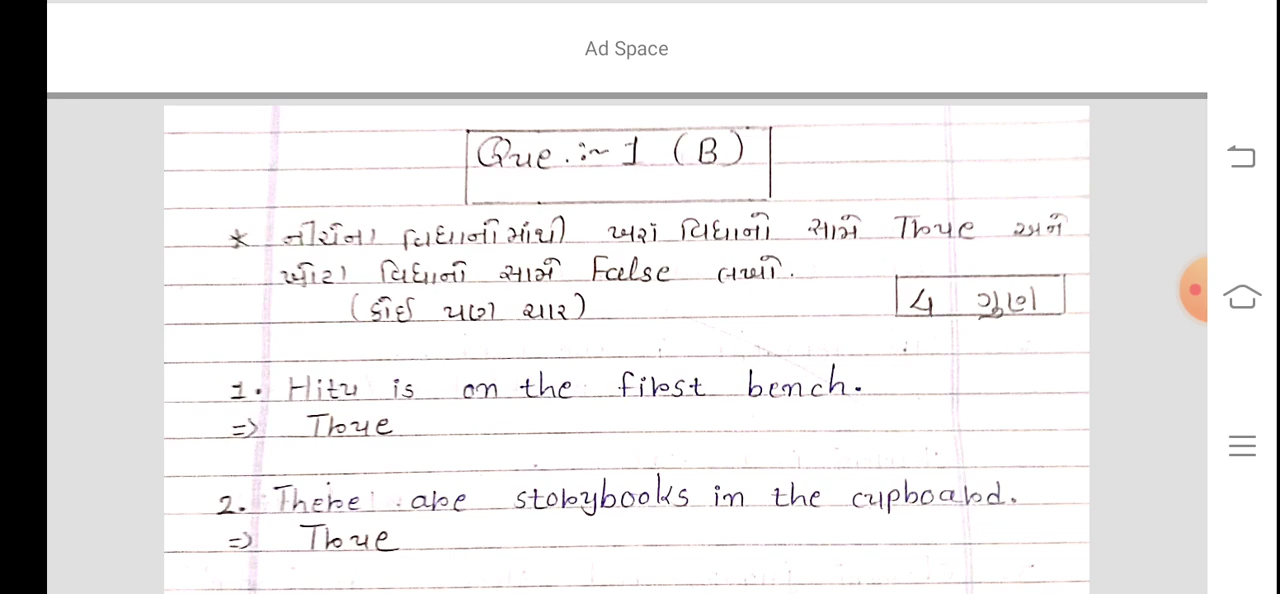 Ad Space
Que. :~ 1 (B)
* નીચેના વિધાનોમાંથી ખરાં વિધાનો સામે True અને
ખોટા વિધાનો સામે False લખો.
(કોઈ પણ ચાર)
4 ગુણ
1. Hitu is on the first bench.
=> True
2. There are storybooks in the cupboard.
=> True